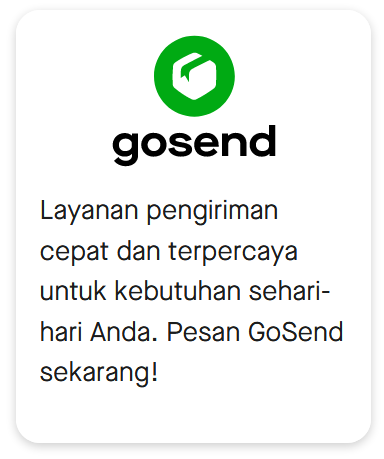 gosend
Layanan pengiriman
cepat dan terpercaya
untuk kebutuhan sehari-
hari Anda. Pesan GoSend
sekarang!